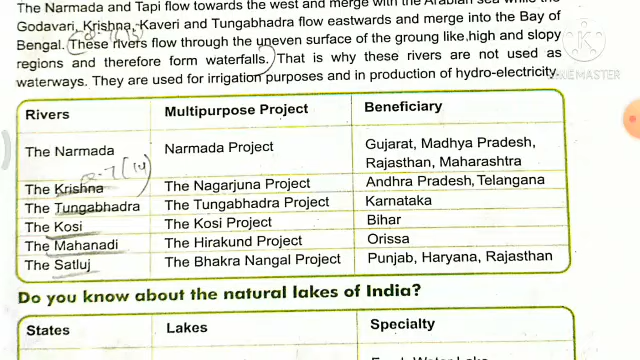 The Narmada and Tapi flow towards the west and merge with the Arabian sea while the
Godavari, Krishna, Kaveri and Tungabhadra flow eastwards and merge into the Bay of
Bengal. These rivers flow through the uneven surface of the groung like, high and slopy
regions and therefore form waterfalls. That is why these rivers are not used as
waterways. They are used for irrigation purposes and in production of hydro-electricity.
KINEMASTER
Rivers Multipurpose Project Beneficiary
The Narmada Narmada Project Gujarat, Madhya Pradesh,
Rajasthan, Maharashtra
The Krishna The Nagarjuna Project Andhra Pradesh, Telangana
The Tungabhadra The Tungabhadra Project Karnataka
The Kosi The Kosi Project Bihar
The Mahanadi The Hirakund Project Orissa
The Satluj The Bhakra Nangal Project Punjab, Haryana, Rajasthan
Do you know about the natural lakes of India?
States Lakes Specialty